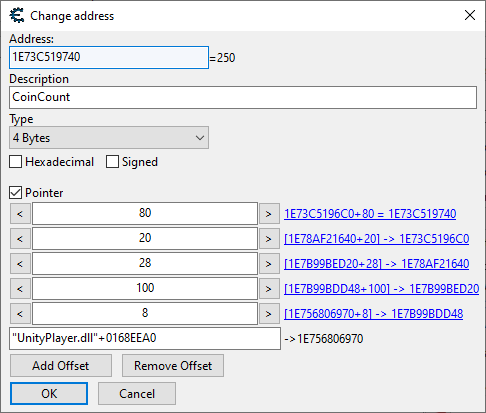 Change address
Address:
1E73C519740 =250
Description
CoinCount
Type
4 Bytes
Hexadecimal Signed
Pointer
< 80 > 1E73C5196C0+80 = 1E73C519740
< 20 > [1E78AF21640+20] -> 1E73C5196C0
< 28 > [1E7B99BED20+28] -> 1E78AF21640
< 100 > [1E7B99BDD48+100] -> 1E7B99BED20
< 8 > [1E756806970+8] -> 1E7B99BDD48
"UnityPlayer.dll"+0168EEA0 ->1E756806970
Add Offset Remove Offset
OK Cancel